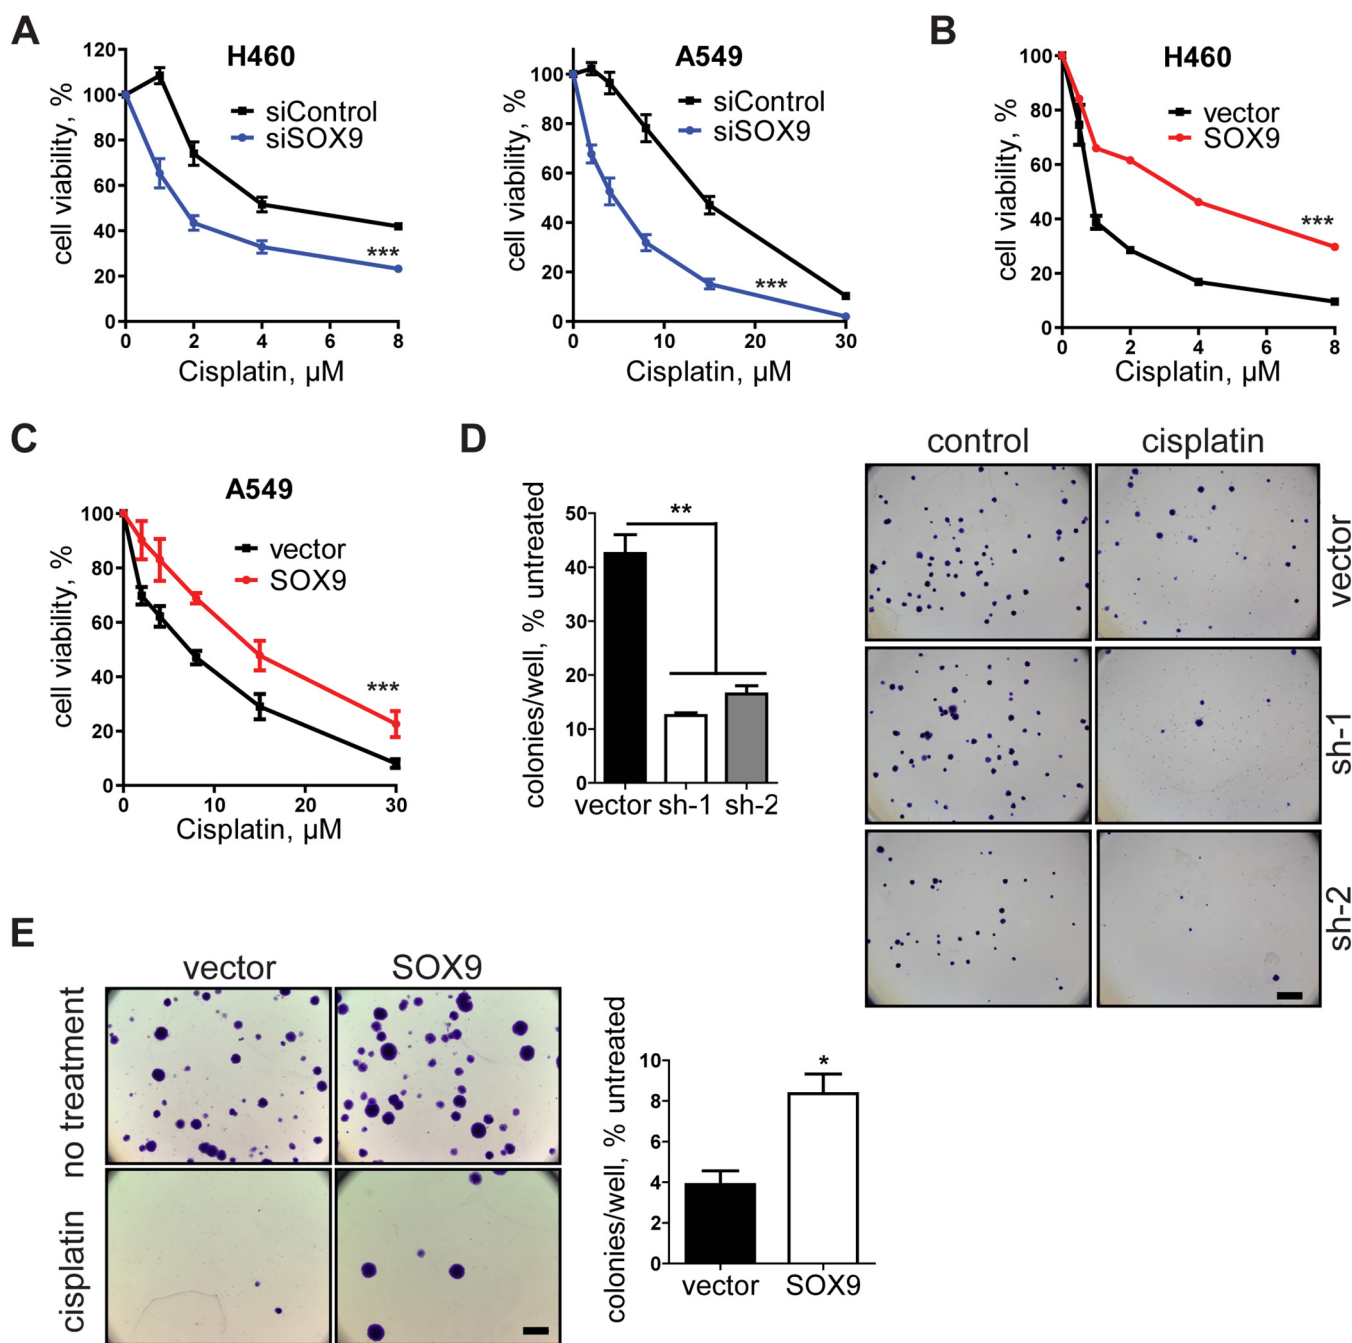 A
H460
120
100
80
60
40
20
0
cell viability, %
siControl
siSOX9
***
0 2 4 6 8
Cisplatin, µM
A549
100
80
60
40
20
0
cell viability, %
siControl
siSOX9
***
0 10 20 30
Cisplatin, µM
B
H460
100
80
60
40
20
0
cell viability, %
vector
SOX9
***
0 2 4 6 8
Cisplatin, µM
C
A549
100
80
60
40
20
0
cell viability, %
vector
SOX9
***
0 10 20 30
Cisplatin, µM
D
50
40
30
20
10
0
colonies/well, % untreated
**
vector sh-1 sh-2
control cisplatin
vector
sh-1
sh-2
E
vector SOX9
no treatment
cisplatin
10
8
6
4
2
0
colonies/well, % untreated
*
vector SOX9